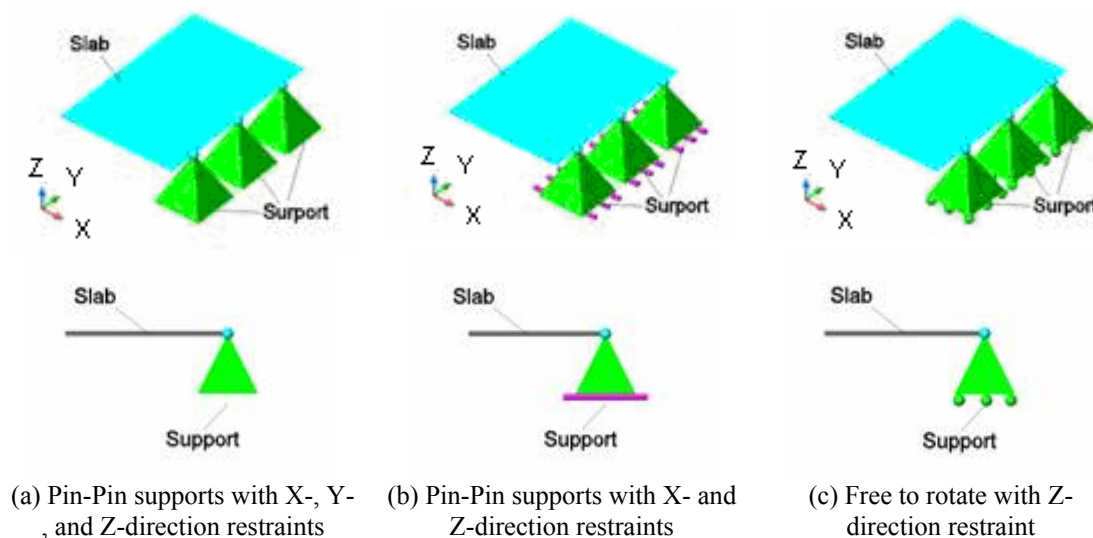 Slab
Z
Y
X
Surport
Slab
Z
Y
X
Surport
Slab
Z
Y
X
Surport
Slab
Support
Slab
Support
Slab
Support
(a) Pin-Pin supports with X-, Y-
, and Z-direction restraints
(b) Pin-Pin supports with X- and
Z-direction restraints
(c) Free to rotate with Z-
direction restraint